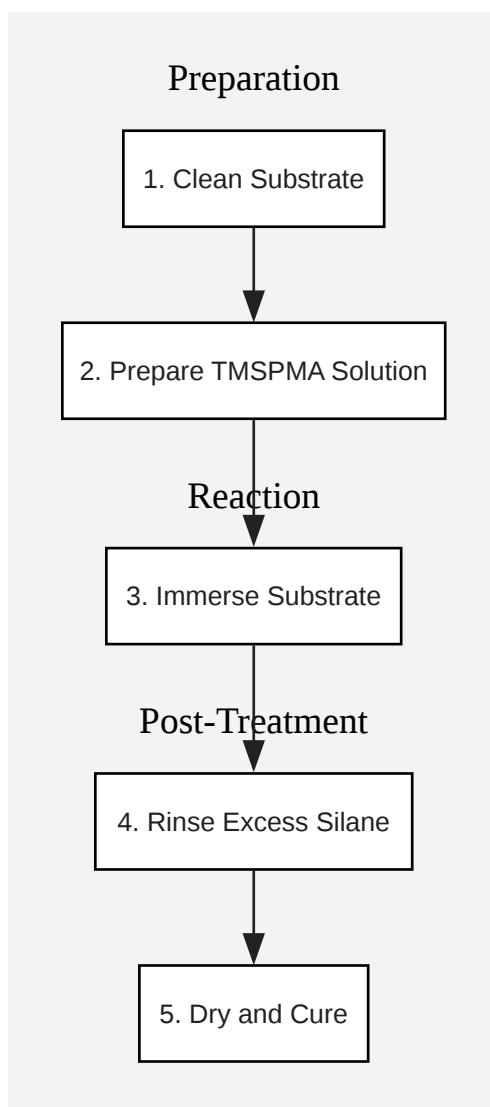 Preparation
1. Clean Substrate
2. Prepare TMSPMA Solution
Reaction
3. Immerse Substrate
Post-Treatment
4. Rinse Excess Silane
5. Dry and Cure